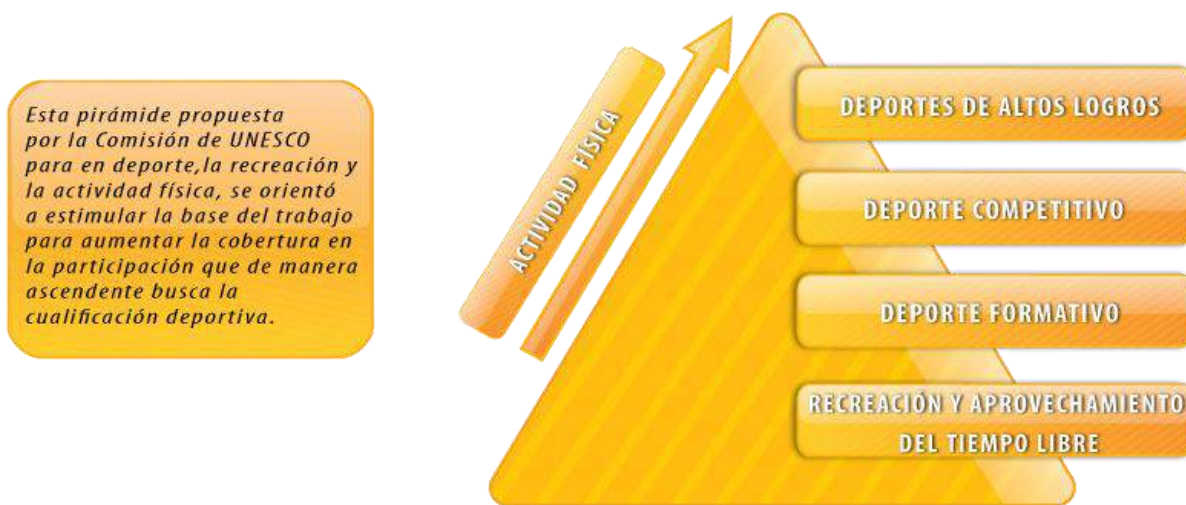 Esta pirámide propuesta
por la Comisión de UNESCO
para en deporte,la recreación y
la actividad física, se orientó
a estimular la base del trabajo
para aumentar la cobertura en
la participación que de manera
ascendente busca la
cualificación deportiva.
ACTIVIDAD FÍSICA
DEPORTES DE ALTOS LOGROS
DEPORTE COMPETITIVO
DEPORTE FORMATIVO
RECREACIÓN Y APROVECHAMIENTO
DEL TIEMPO LIBRE